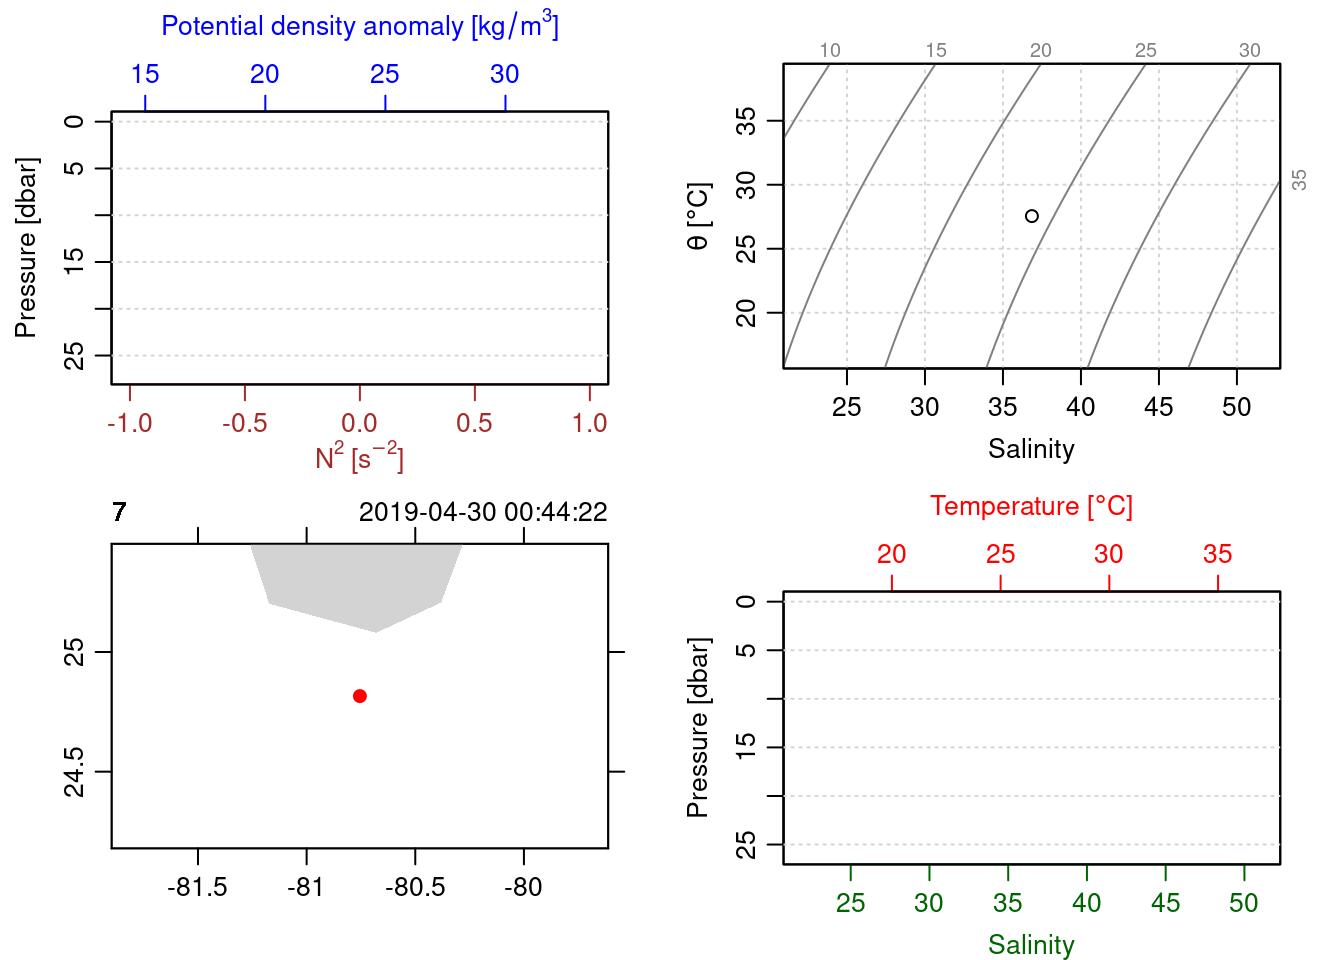 Potential density anomaly [kg/m³]
15 20 25 30
0
5
15
25
Pressure [dbar]
-1.0 -0.5 0.0 0.5 1.0
N² [s⁻²]
10 15 20 25 30
35
35
30
25
20
θ [°C]
25 30 35 40 45 50
Salinity
7 2019-04-30 00:44:22
25
24.5
-81.5 -81 -80.5 -80
Temperature [°C]
20 25 30 35
0
5
15
25
Pressure [dbar]
25 30 35 40 45 50
Salinity